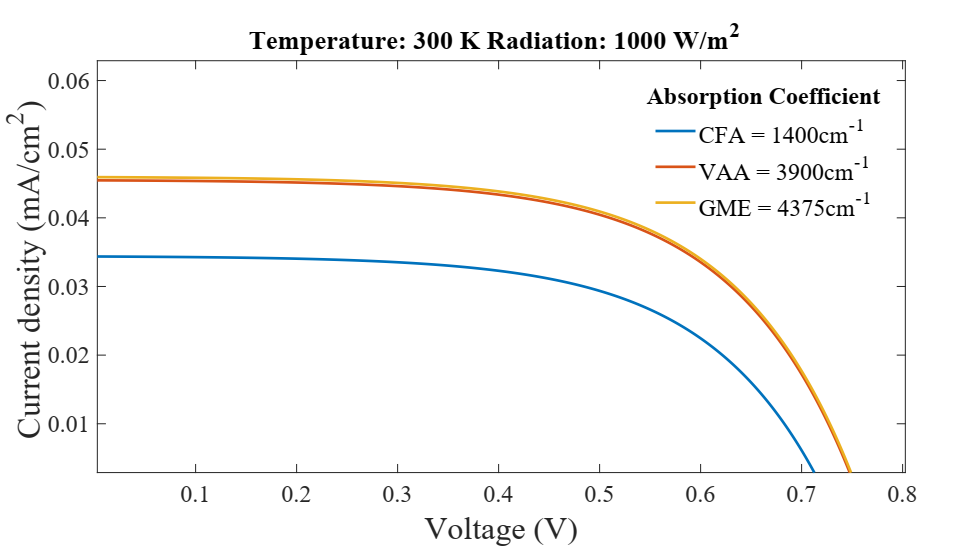 Temperature: 300 K Radiation: 1000 W/m²
Absorption Coefficient
CFA = 1400cm⁻¹
VAA = 3900cm⁻¹
GME = 4375cm⁻¹
Current density (mA/cm²)
0.06
0.05
0.04
0.03
0.02
0.01
0.1 0.2 0.3 0.4 0.5 0.6 0.7 0.8
Voltage (V)